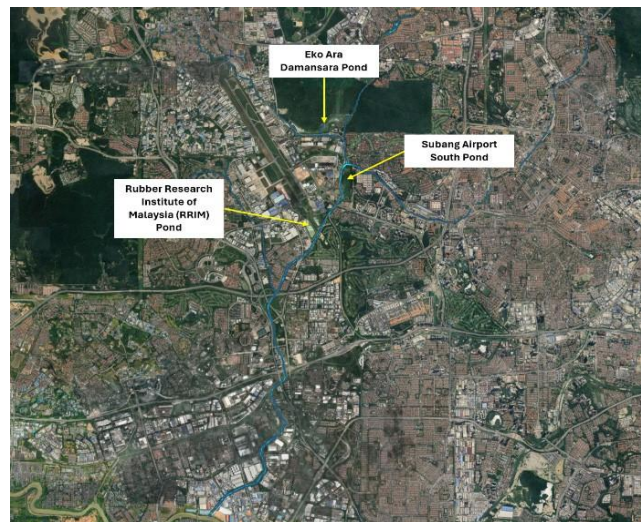 Eko Ara
Damansara Pond
Subang Airport
South Pond
Rubber Research
Institute of
Malaysia (RRIM)
Pond